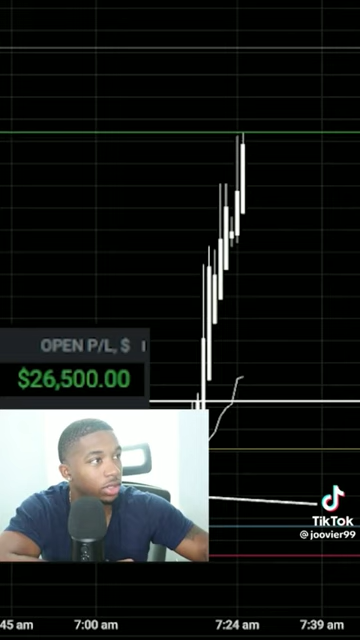 OPEN P/L, $
$26,500.00
TikTok
@joovier99
45 am
7:00 am
7:24 am
7:39 am